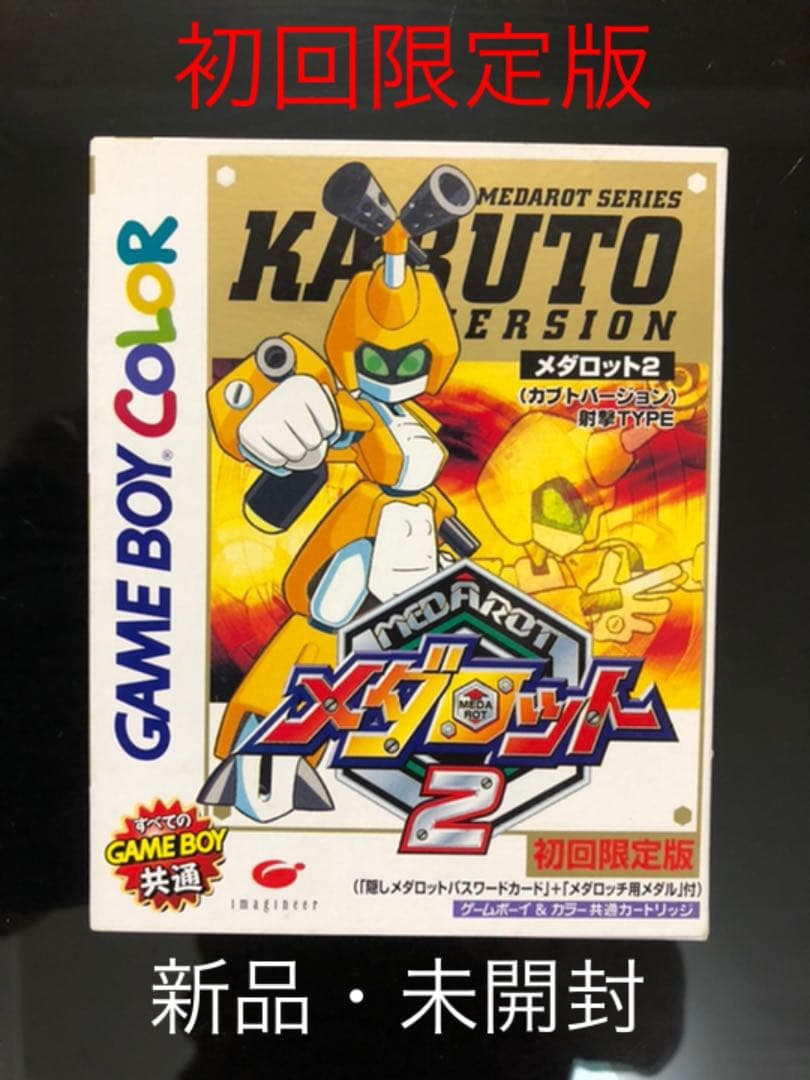 初回限定版
MEDAROT SERIES
KABUTO
VERSION
メダロット2
(カブトバージョン)
射撃TYPE
GAME BOY COLOR
MEDAROT
メダロット
MEDA
ROT
2
初回限定版
すべての
GAME BOY
共通
imagineer
(「隠しメダロットパスワードカード」+「メダロッチ用メダル」付)
ゲームボーイ & カラー共通カートリッジ
新品・未開封